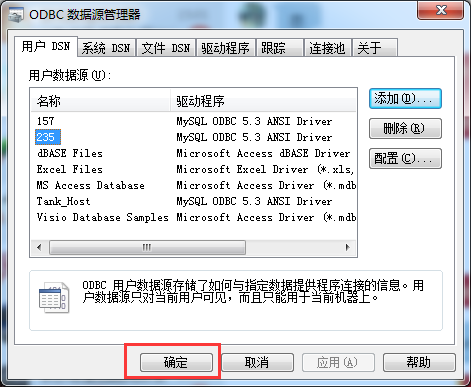 ODBC 数据源管理器
用户 DSN 系统 DSN 文件 DSN 驱动程序 跟踪 连接池 关于
用户数据源(U):
名称 驱动程序
157 MySQL ODBC 5.3 ANSI Driver
235 MySQL ODBC 5.3 ANSI Driver
dBASE Files Microsoft Access dBASE Driver
Excel Files Microsoft Excel Driver (*.xls,
MS Access Database Microsoft Access Driver (*.mdb
Tank_Host MySQL ODBC 5.3 ANSI Driver
Visio Database Samples Microsoft Access Driver (*.mdb
添加(D)...
删除(R)
配置(C)...
ODBC 用户数据源存储了如何与指定数据提供程序连接的信息。用
户数据源只对当前用户可见，而且只能用于当前机器上。
确定 取消 应用(A) 帮助